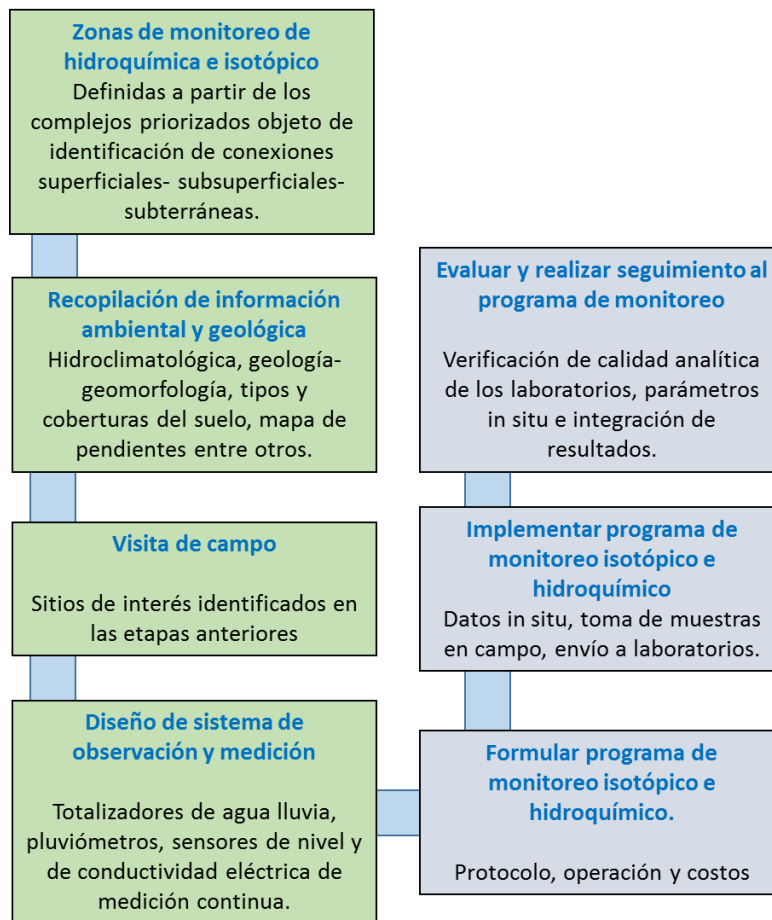 Zonas de monitoreo de
hidroquímica e isotópico
Definidas a partir de los
complejos priorizados objeto de
identificación de conexiones
superficiales- subsuperficiales-
subterráneas.
Recopilación de información
ambiental y geológica
Hidroclimatológica, geología-
geomorfología, tipos y
coberturas del suelo, mapa de
pendientes entre otros.
Visita de campo
Sitios de interés identificados en
las etapas anteriores
Diseño de sistema de
observación y medición
Totalizadores de agua lluvia,
pluviómetros, sensores de nivel y
de conductividad eléctrica de
medición continua.
Formular programa de
monitoreo isotópico e
hidroquímico.
Protocolo, operación y costos
Implementar programa de
monitoreo isotópico e
hidroquímico
Datos in situ, toma de muestras
en campo, envío a laboratorios.
Evaluar y realizar seguimiento al
programa de monitoreo
Verificación de calidad analítica
de los laboratorios, parámetros
in situ e integración de
resultados.